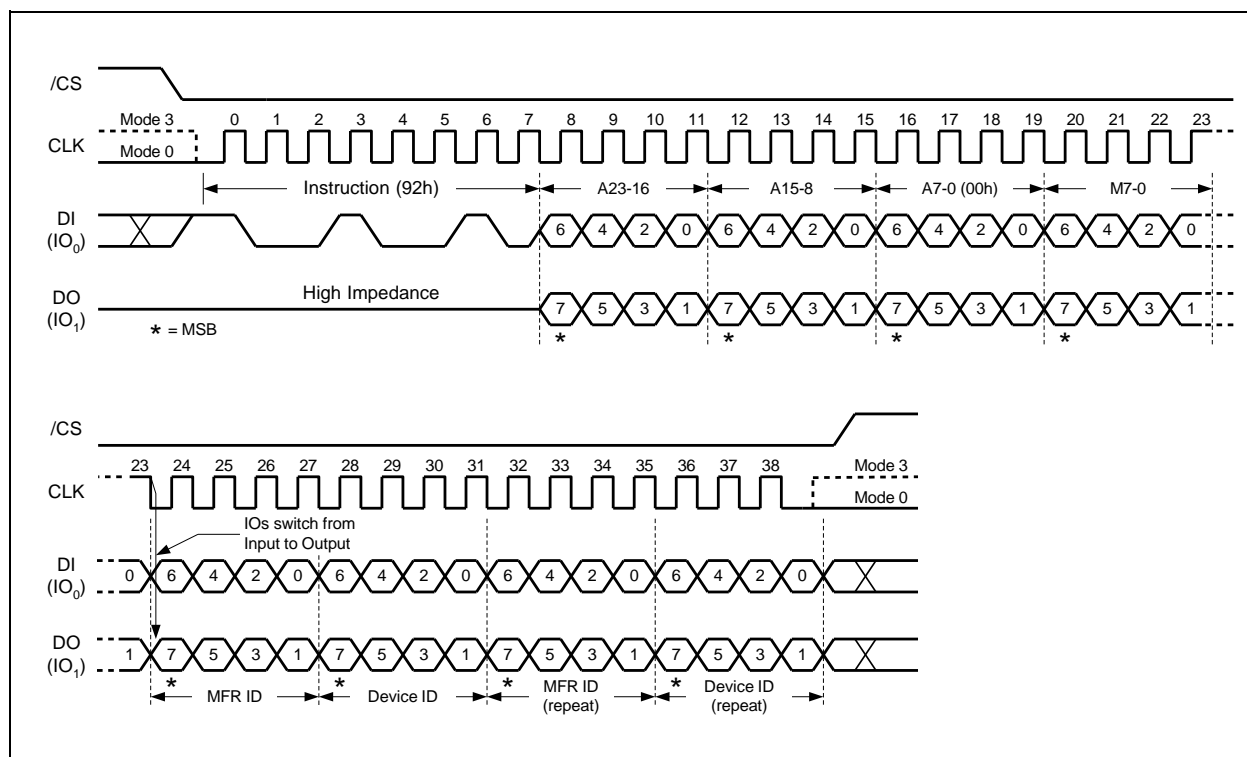 /CS
Mode 3
0 1 2 3 4 5 6 7 8 9 10 11 12 13 14 15 16 17 18 19 20 21 22 23
CLK
Mode 0
Instruction (92h) A23-16 A15-8 A7-0 (00h) M7-0
DI
(IO0)
6 4 2 0 6 4 2 0 6 4 2 0 6 4 2 0
High Impedance
DO
(IO1)
7 5 3 1 7 5 3 1 7 5 3 1 7 5 3 1
* = MSB
* * * *
/CS
23 24 25 26 27 28 29 30 31 32 33 34 35 36 37 38
Mode 3
CLK
Mode 0
IOs switch from
Input to Output
DI
(IO0)
0 6 4 2 0 6 4 2 0 6 4 2 0 6 4 2 0
DO
(IO1)
1 7 5 3 1 7 5 3 1 7 5 3 1 7 5 3 1
* * * *
MFR ID Device ID MFR ID
(repeat)
Device ID
(repeat)